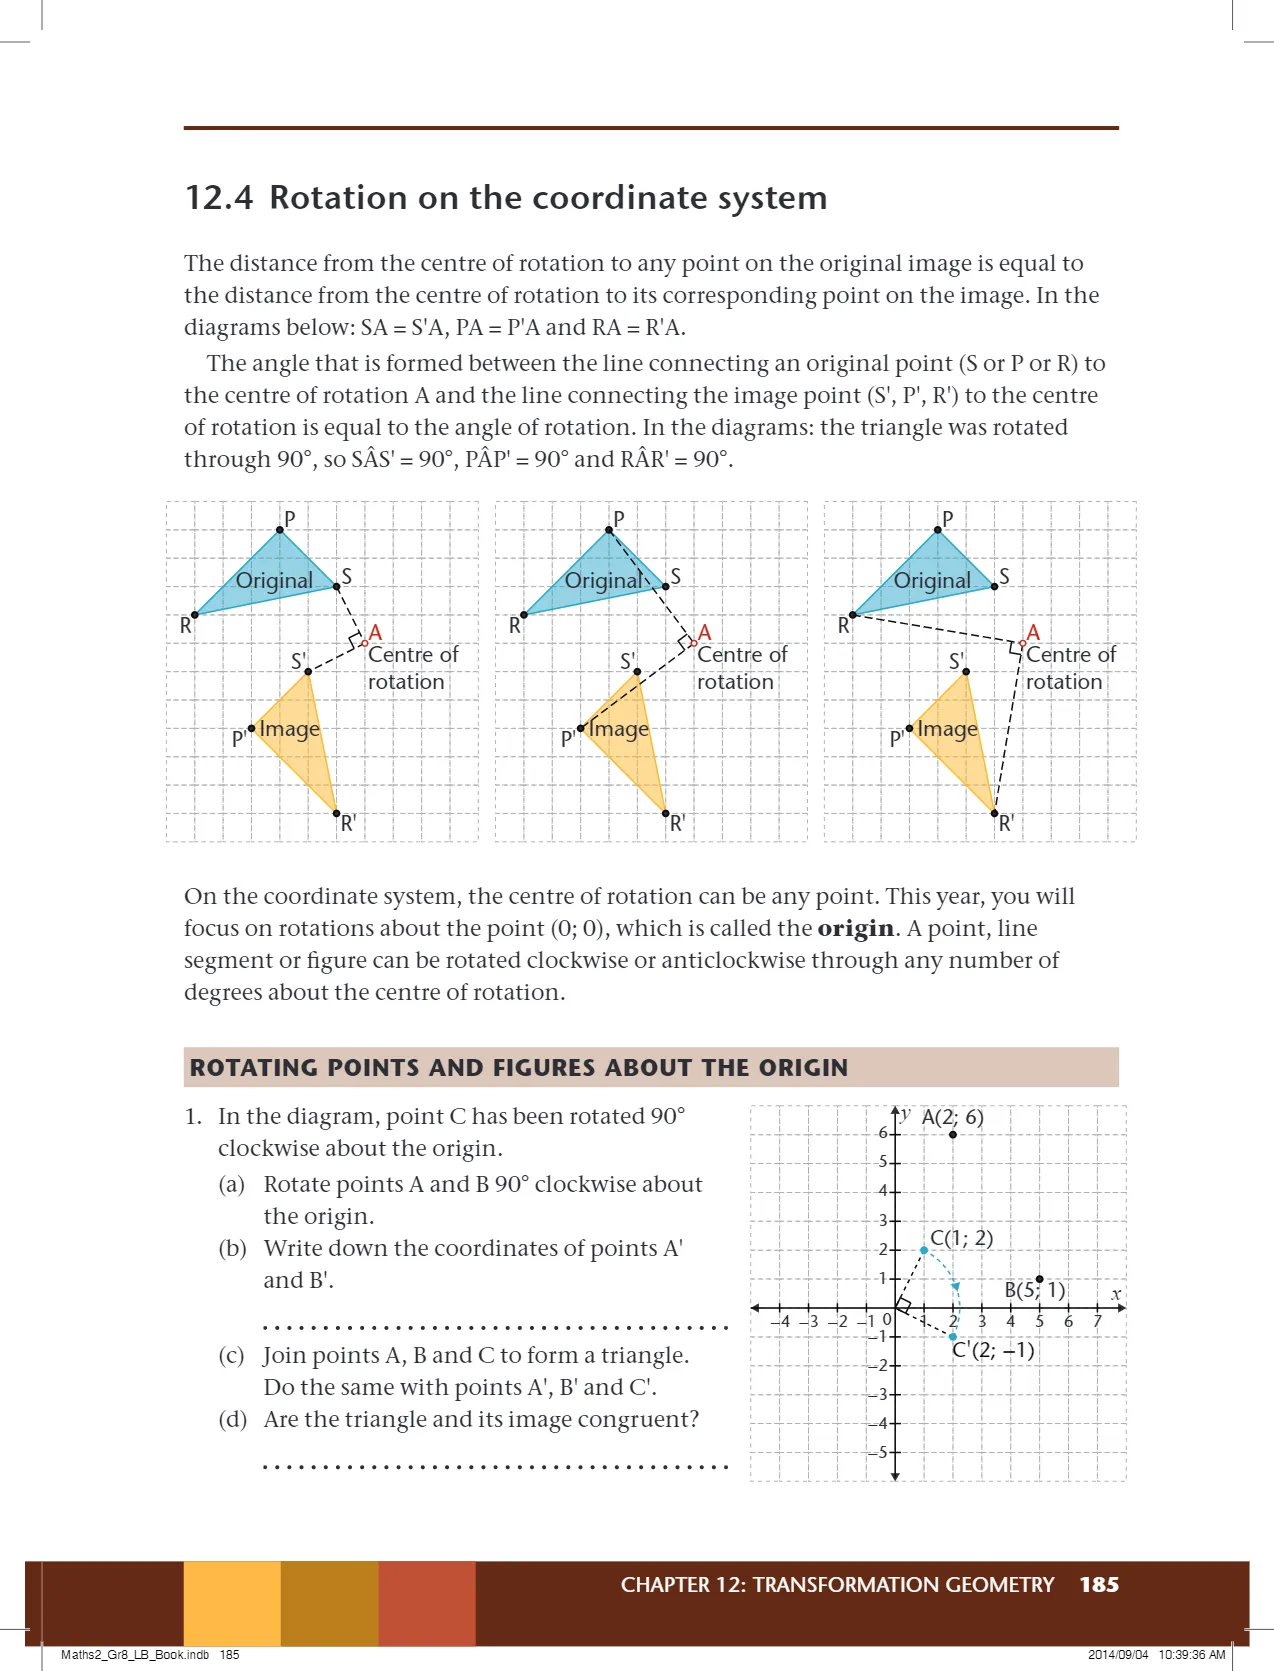 12.4 Rotation on the coordinate system
The distance from the centre of rotation to any point on the original image is equal to
the distance from the centre of rotation to its corresponding point on the image. In the
diagrams below: SA = S'A, PA = P'A and RA = R'A.
The angle that is formed between the line connecting an original point (S or P or R) to
the centre of rotation A and the line connecting the image point (S', P', R') to the centre
of rotation is equal to the angle of rotation. In the diagrams: the triangle was rotated
through 90°, so SÂS' = 90°, PÂP' = 90° and RÂR' = 90°.
P
Original
S
R
A
Centre of
rotation
S'
P'
Image
R'
P
Original
S
R
A
Centre of
rotation
S'
P'
Image
R'
P
Original
S
R
A
Centre of
rotation
S'
P'
Image
R'
On the coordinate system, the centre of rotation can be any point. This year, you will
focus on rotations about the point (0; 0), which is called the origin. A point, line
segment or figure can be rotated clockwise or anticlockwise through any number of
degrees about the centre of rotation.
ROTATING POINTS AND FIGURES ABOUT THE ORIGIN
1. In the diagram, point C has been rotated 90°
clockwise about the origin.
(a) Rotate points A and B 90° clockwise about
the origin.
(b) Write down the coordinates of points A'
and B'.
(c) Join points A, B and C to form a triangle.
Do the same with points A', B' and C'.
(d) Are the triangle and its image congruent?
y
A(2; 6)
6
5
4
3
2
1
C(1; 2)
B(5; 1)
x
–4 –3 –2 –1 0 1 2 3 4 5 6 7
C'(2; –1)
–1
–2
–3
–4
–5
CHAPTER 12: TRANSFORMATION GEOMETRY 185
Maths2_Gr8_LB_Book.indb 185
2014/09/04 10:39:36 AM